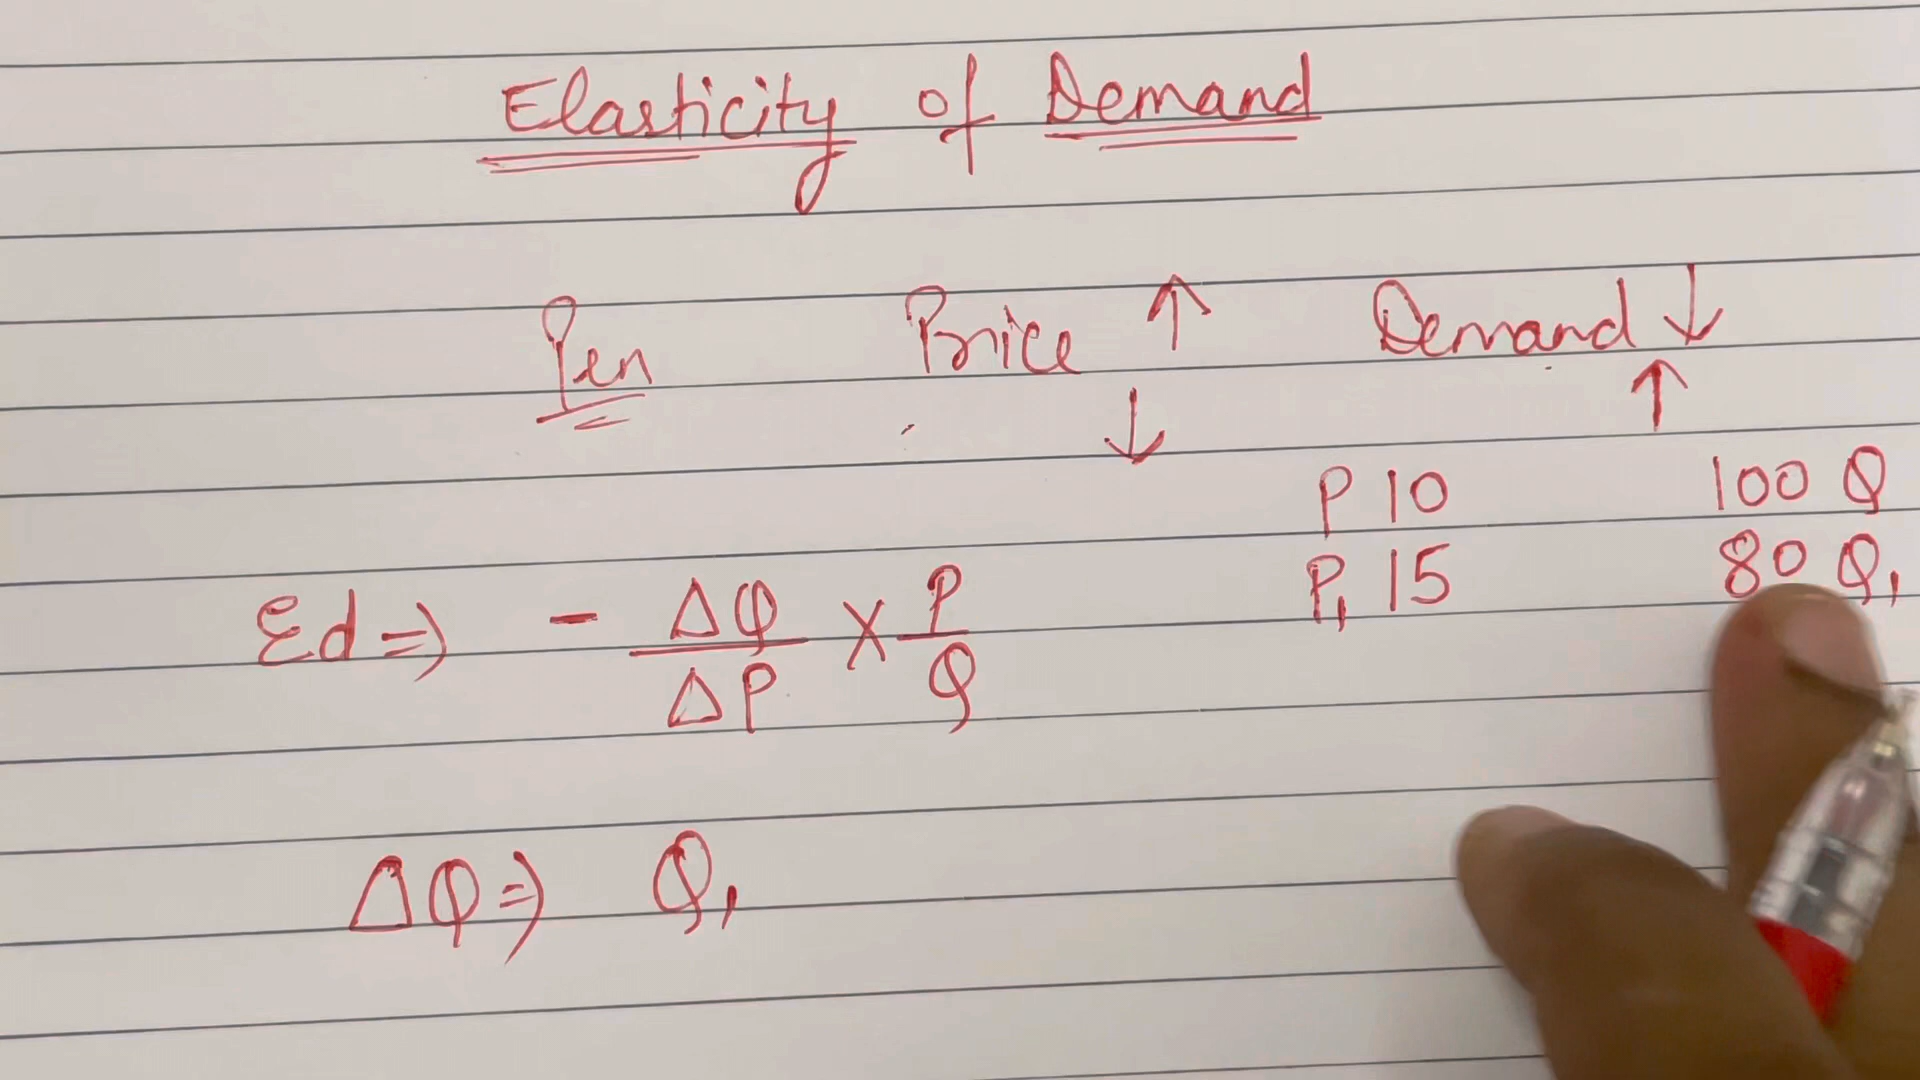 Elasticity of Demand
Pen Price ↑ Demand ↓
↓ ↑
P 10 100 Q
P₁ 15 80 Q₁
Ed ⇒ - ΔQ/ΔP × P/Q
ΔQ ⇒ Q₁